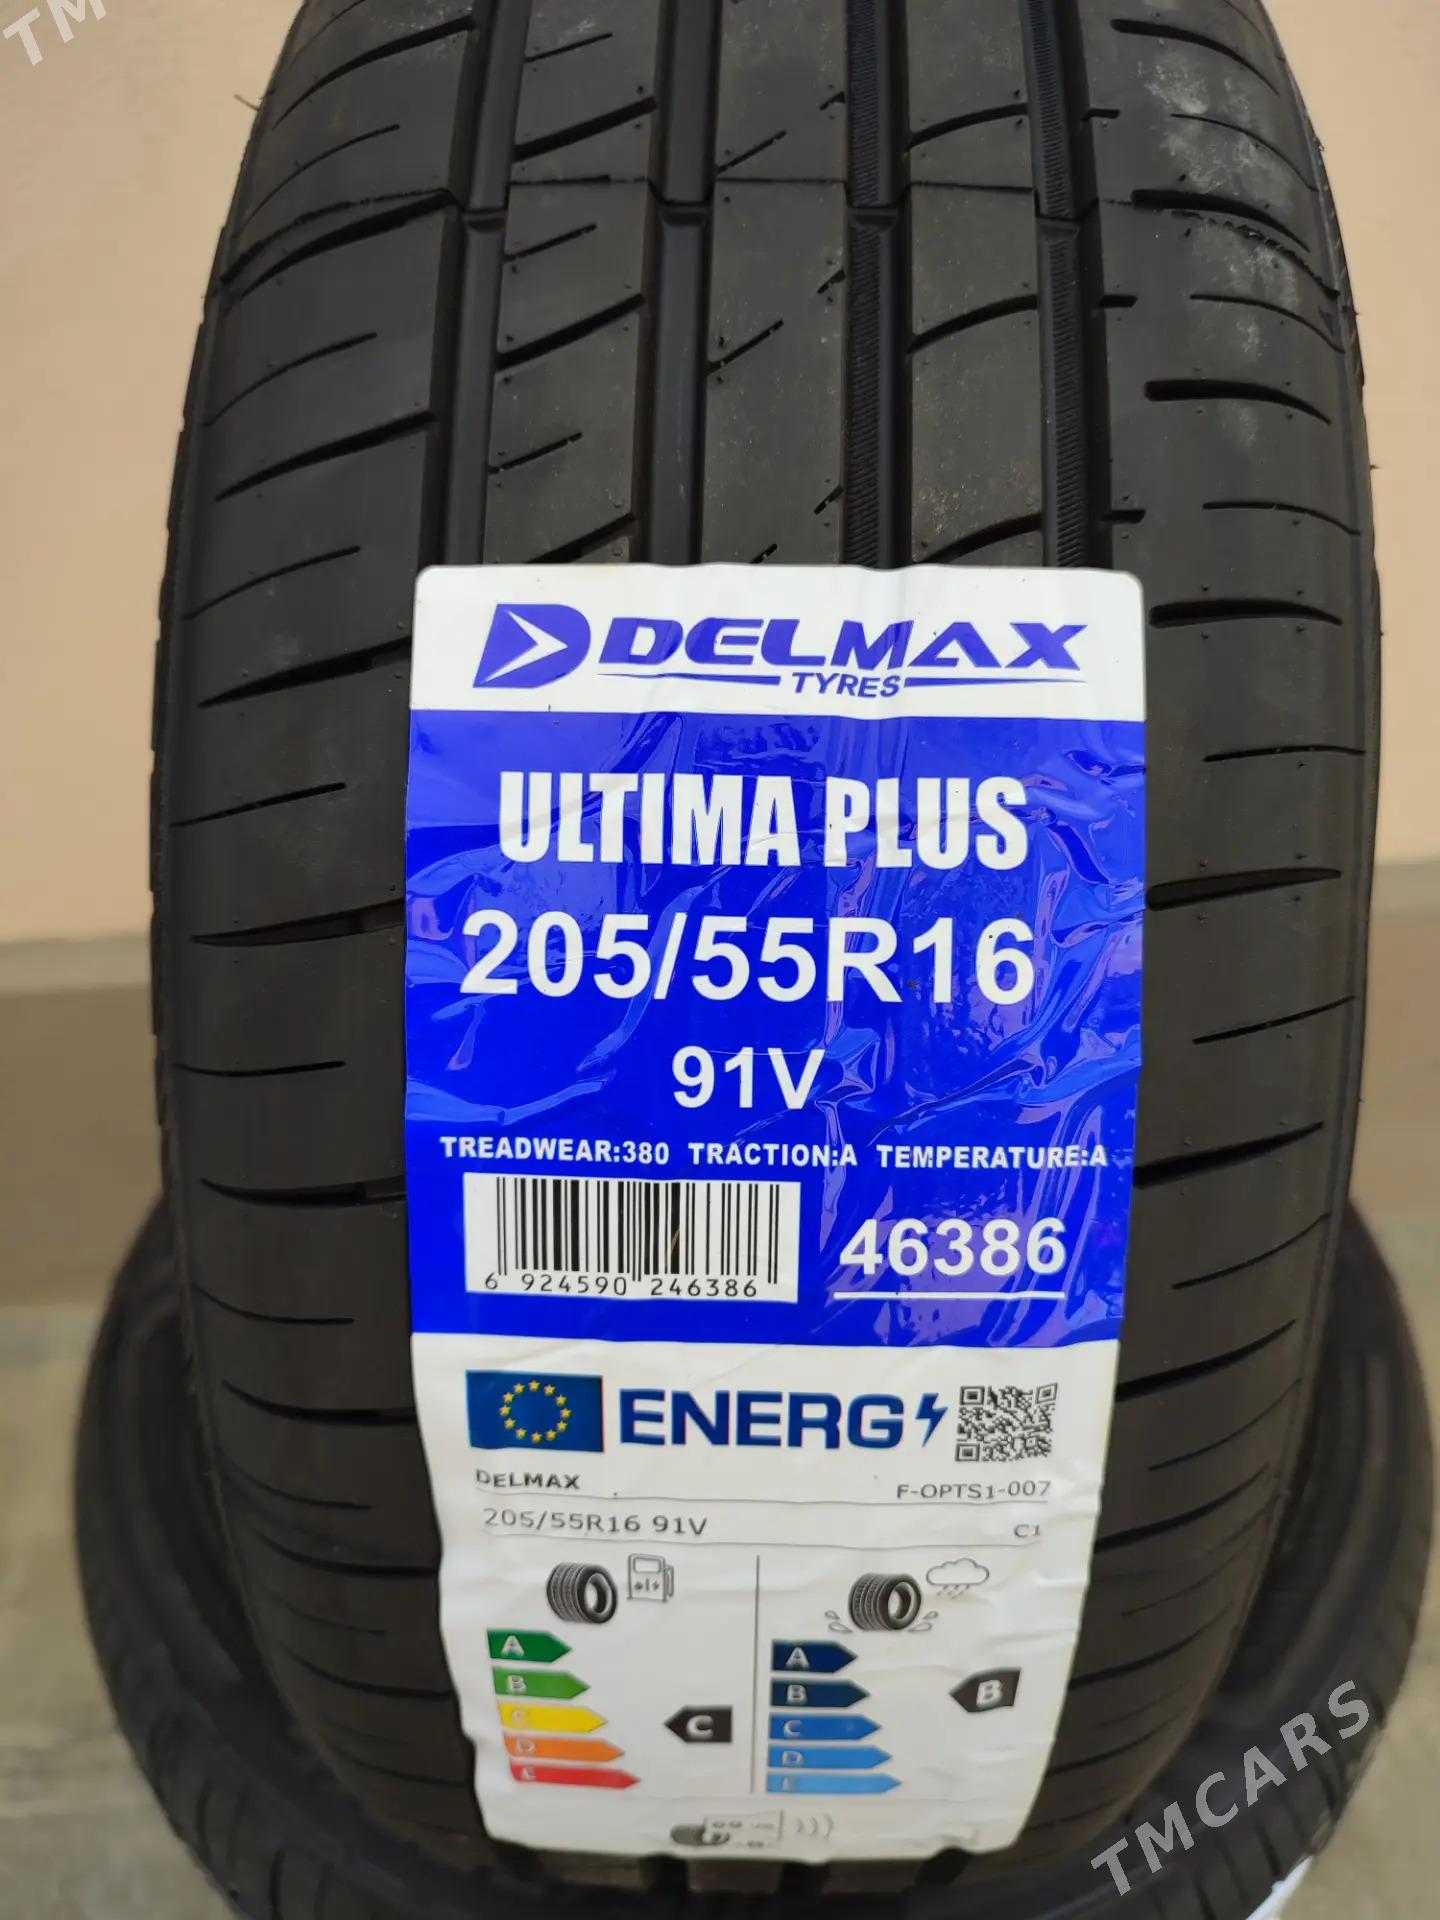 TM
DELMAX
TYRES
ULTIMA PLUS
205/55R16
91V
TREADWEAR:380 TRACTION:A TEMPERATURE:A
6 924590 246386
46386
ENERG
DELMAX
F-OPTS1-007
205/55R16 91V
C1
A
B
C
D
E
C
A
B
C
D
E
B
TMCARS